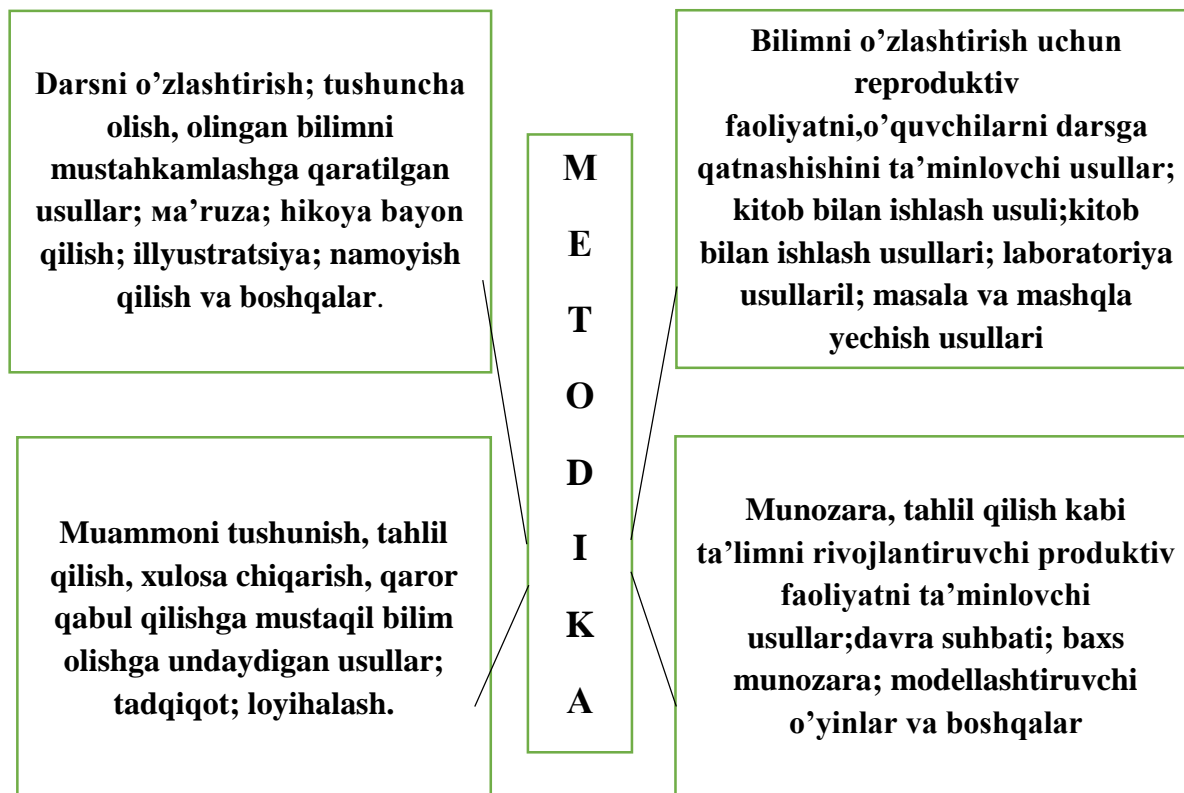 Darsni o’zlashtirish; tushuncha
olish, olingan bilimni
mustahkamlashga qaratilgan
usullar; ма’ruza; hikoya bayon
qilish; illyustratsiya; namoyish
qilish va boshqalar.
M
E
T
O
D
I
K
A
Bilimni o’zlashtirish uchun
reproduktiv
faoliyatni,o’quvchilarni darsga
qatnashishini ta’minlovchi usullar;
kitob bilan ishlash usuli;kitob
bilan ishlash usullari; laboratoriya
usullaril; masala va mashqla
yechish usullari
Muammoni tushunish, tahlil
qilish, xulosa chiqarish, qaror
qabul qilishga mustaqil bilim
olishga undaydigan usullar;
tadqiqot; loyihalash.
Munozara, tahlil qilish kabi
ta’limni rivojlantiruvchi produktiv
faoliyatni ta’minlovchi
usullar;davra suhbati; baxs
munozara; modellashtiruvchi
o’yinlar va boshqalar